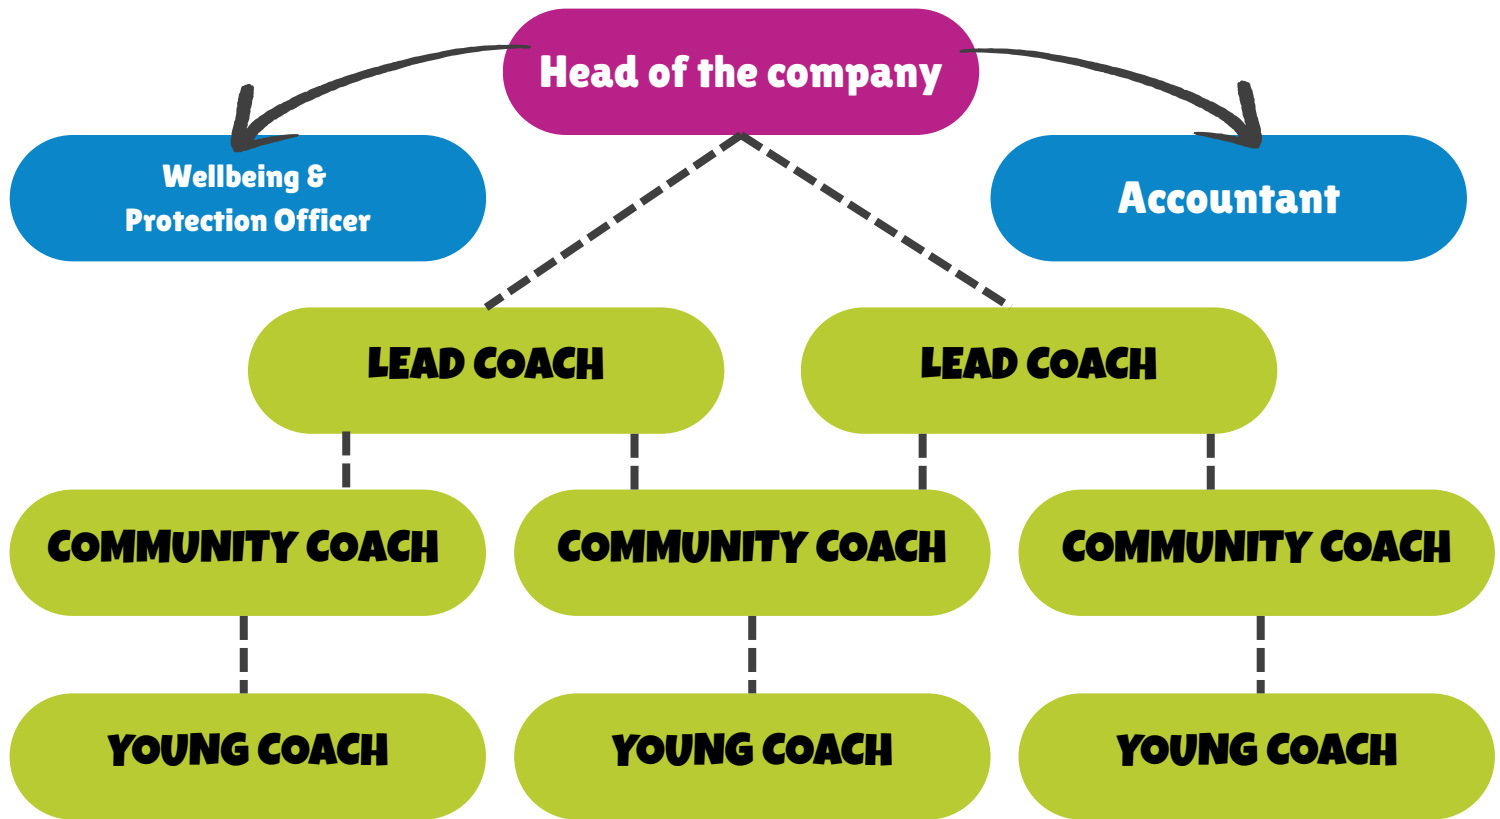 Head of the company
Wellbeing &
Protection Officer
Accountant
LEAD COACH
LEAD COACH
COMMUNITY COACH
COMMUNITY COACH
COMMUNITY COACH
YOUNG COACH
YOUNG COACH
YOUNG COACH